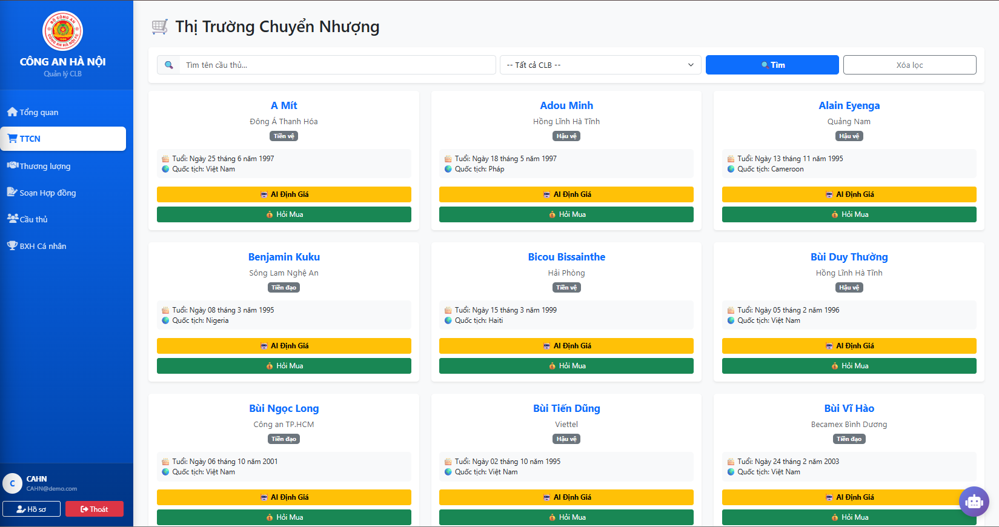 BỘ CÔNG AN
CÔNG AN HÀ NỘI FC
CÔNG AN HÀ NỘI
Quản lý CLB
Tổng quan
TTCN
Thương lượng
Soạn Hợp đồng
Cầu thủ
BXH Cá nhân
C
CAHN
CAHN@demo.com
Hồ sơ
Thoát
Thị Trường Chuyển Nhượng
Tìm tên cầu thủ...
-- Tất cả CLB --
Tìm
Xóa lọc
A Mít
Đông Á Thanh Hóa
Tiền vệ
Tuổi: Ngày 25 tháng 6 năm 1997
Quốc tịch: Việt Nam
AI Định Giá
Hỏi Mua
Adou Minh
Hồng Lĩnh Hà Tĩnh
Hậu vệ
Tuổi: Ngày 18 tháng 5 năm 1997
Quốc tịch: Pháp
AI Định Giá
Hỏi Mua
Alain Eyenga
Quảng Nam
Hậu vệ
Tuổi: Ngày 13 tháng 11 năm 1995
Quốc tịch: Cameroon
AI Định Giá
Hỏi Mua
Benjamin Kuku
Sông Lam Nghệ An
Tiền đạo
Tuổi: Ngày 08 tháng 3 năm 1995
Quốc tịch: Nigeria
AI Định Giá
Hỏi Mua
Bicou Bissainthe
Hải Phòng
Tiền vệ
Tuổi: Ngày 15 tháng 3 năm 1999
Quốc tịch: Haiti
AI Định Giá
Hỏi Mua
Bùi Duy Thường
Hồng Lĩnh Hà Tĩnh
Hậu vệ
Tuổi: Ngày 05 tháng 2 năm 1996
Quốc tịch: Việt Nam
AI Định Giá
Hỏi Mua
Bùi Ngọc Long
Công an TP.HCM
Tiền đạo
Tuổi: Ngày 06 tháng 10 năm 2001
Quốc tịch: Việt Nam
AI Định Giá
Hỏi Mua
Bùi Tiến Dũng
Viettel
Hậu vệ
Tuổi: Ngày 02 tháng 10 năm 1995
Quốc tịch: Việt Nam
AI Định Giá
Hỏi Mua
Bùi Vĩ Hào
Becamex Bình Dương
Tiền đạo
Tuổi: Ngày 24 tháng 2 năm 2003
Quốc tịch: Việt Nam
AI Định Giá
Hỏi Mua